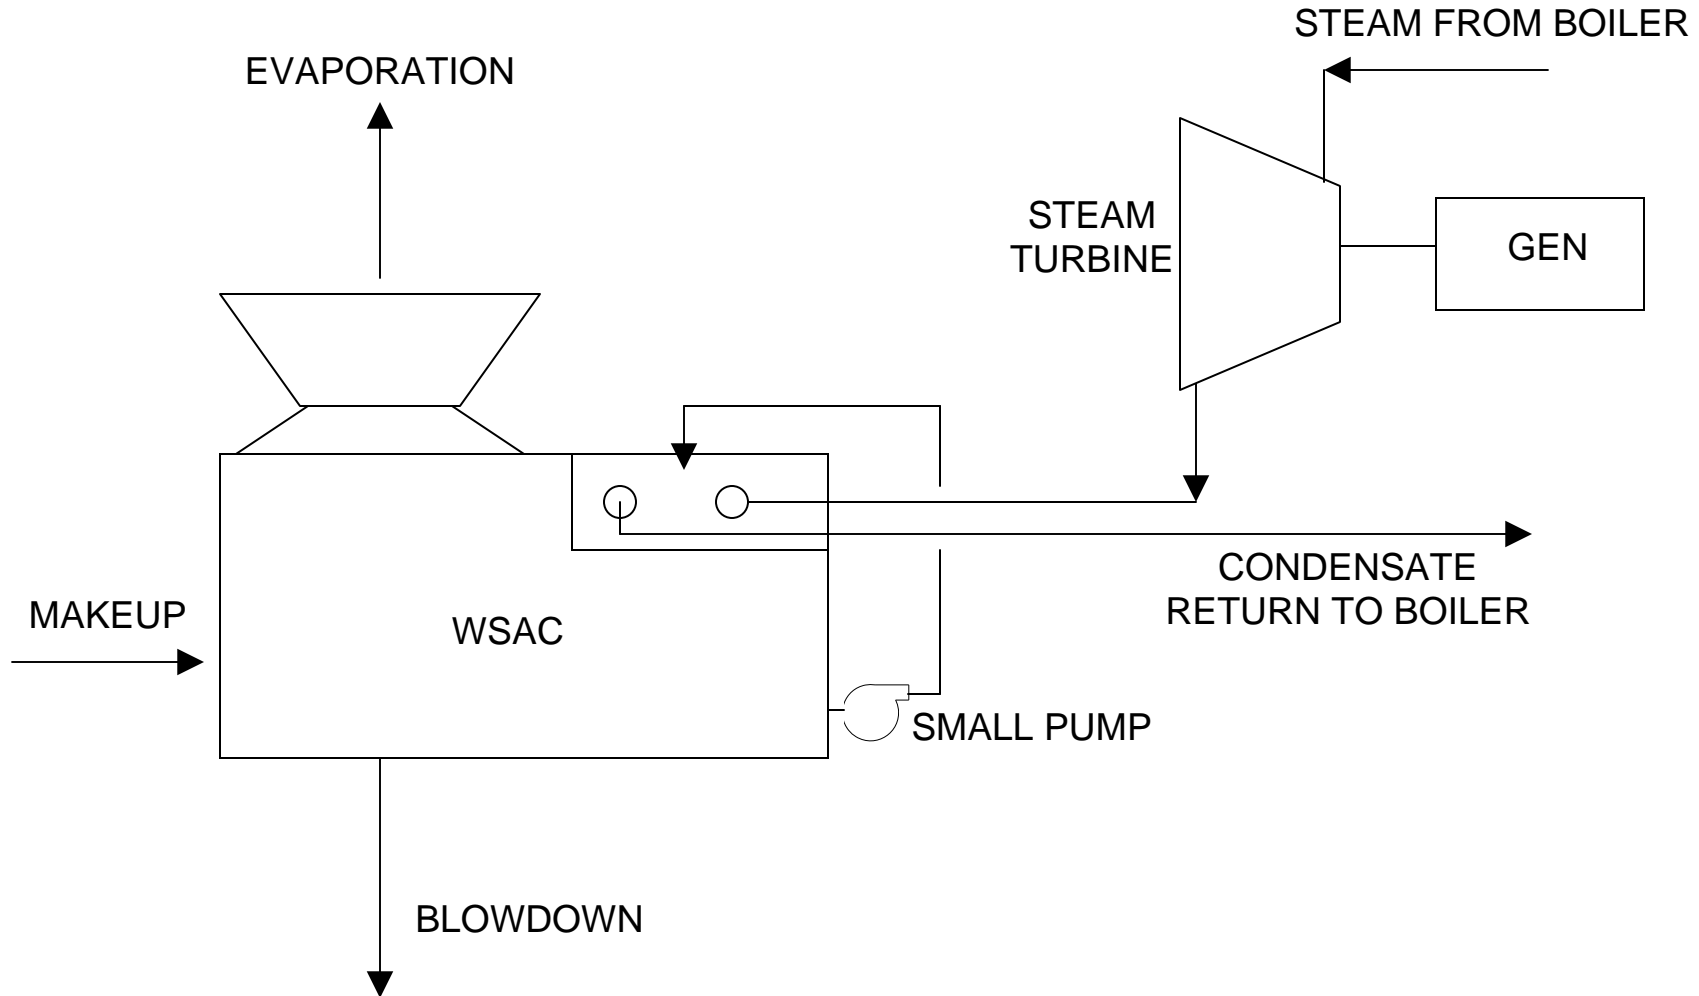 STEAM FROM BOILER
EVAPORATION
STEAM
TURBINE
GEN
CONDENSATE
RETURN TO BOILER
MAKEUP
WSAC
SMALL PUMP
BLOWDOWN